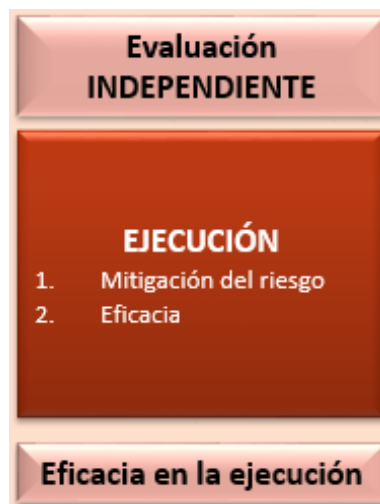 Evaluación
INDEPENDIENTE
EJECUCIÓN
1. Mitigación del riesgo
2. Eficacia
Eficacia en la ejecución